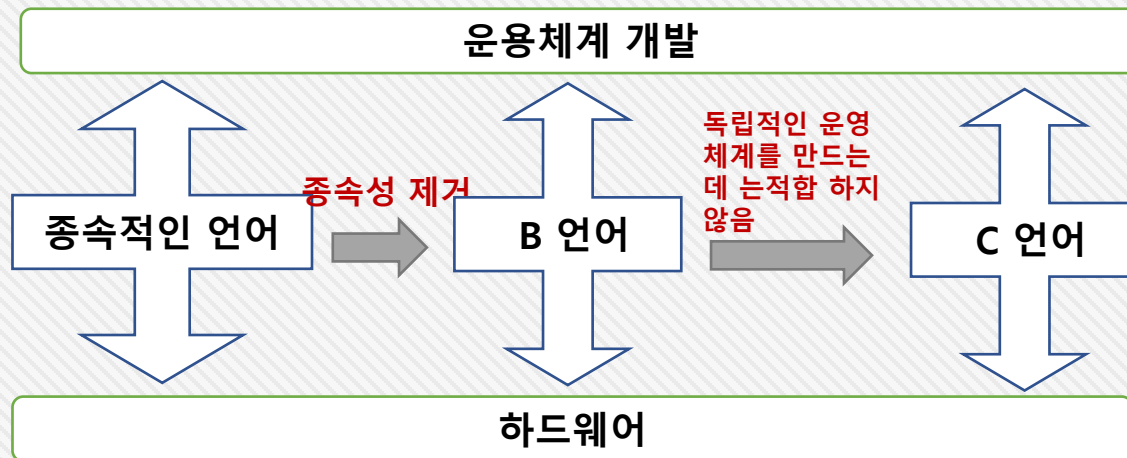 운용체계 개발
종속적인 언어
종속성 제거
B 언어
독립적인 운영
체계를 만드는
데 는적합 하지
않음
C 언어
하드웨어